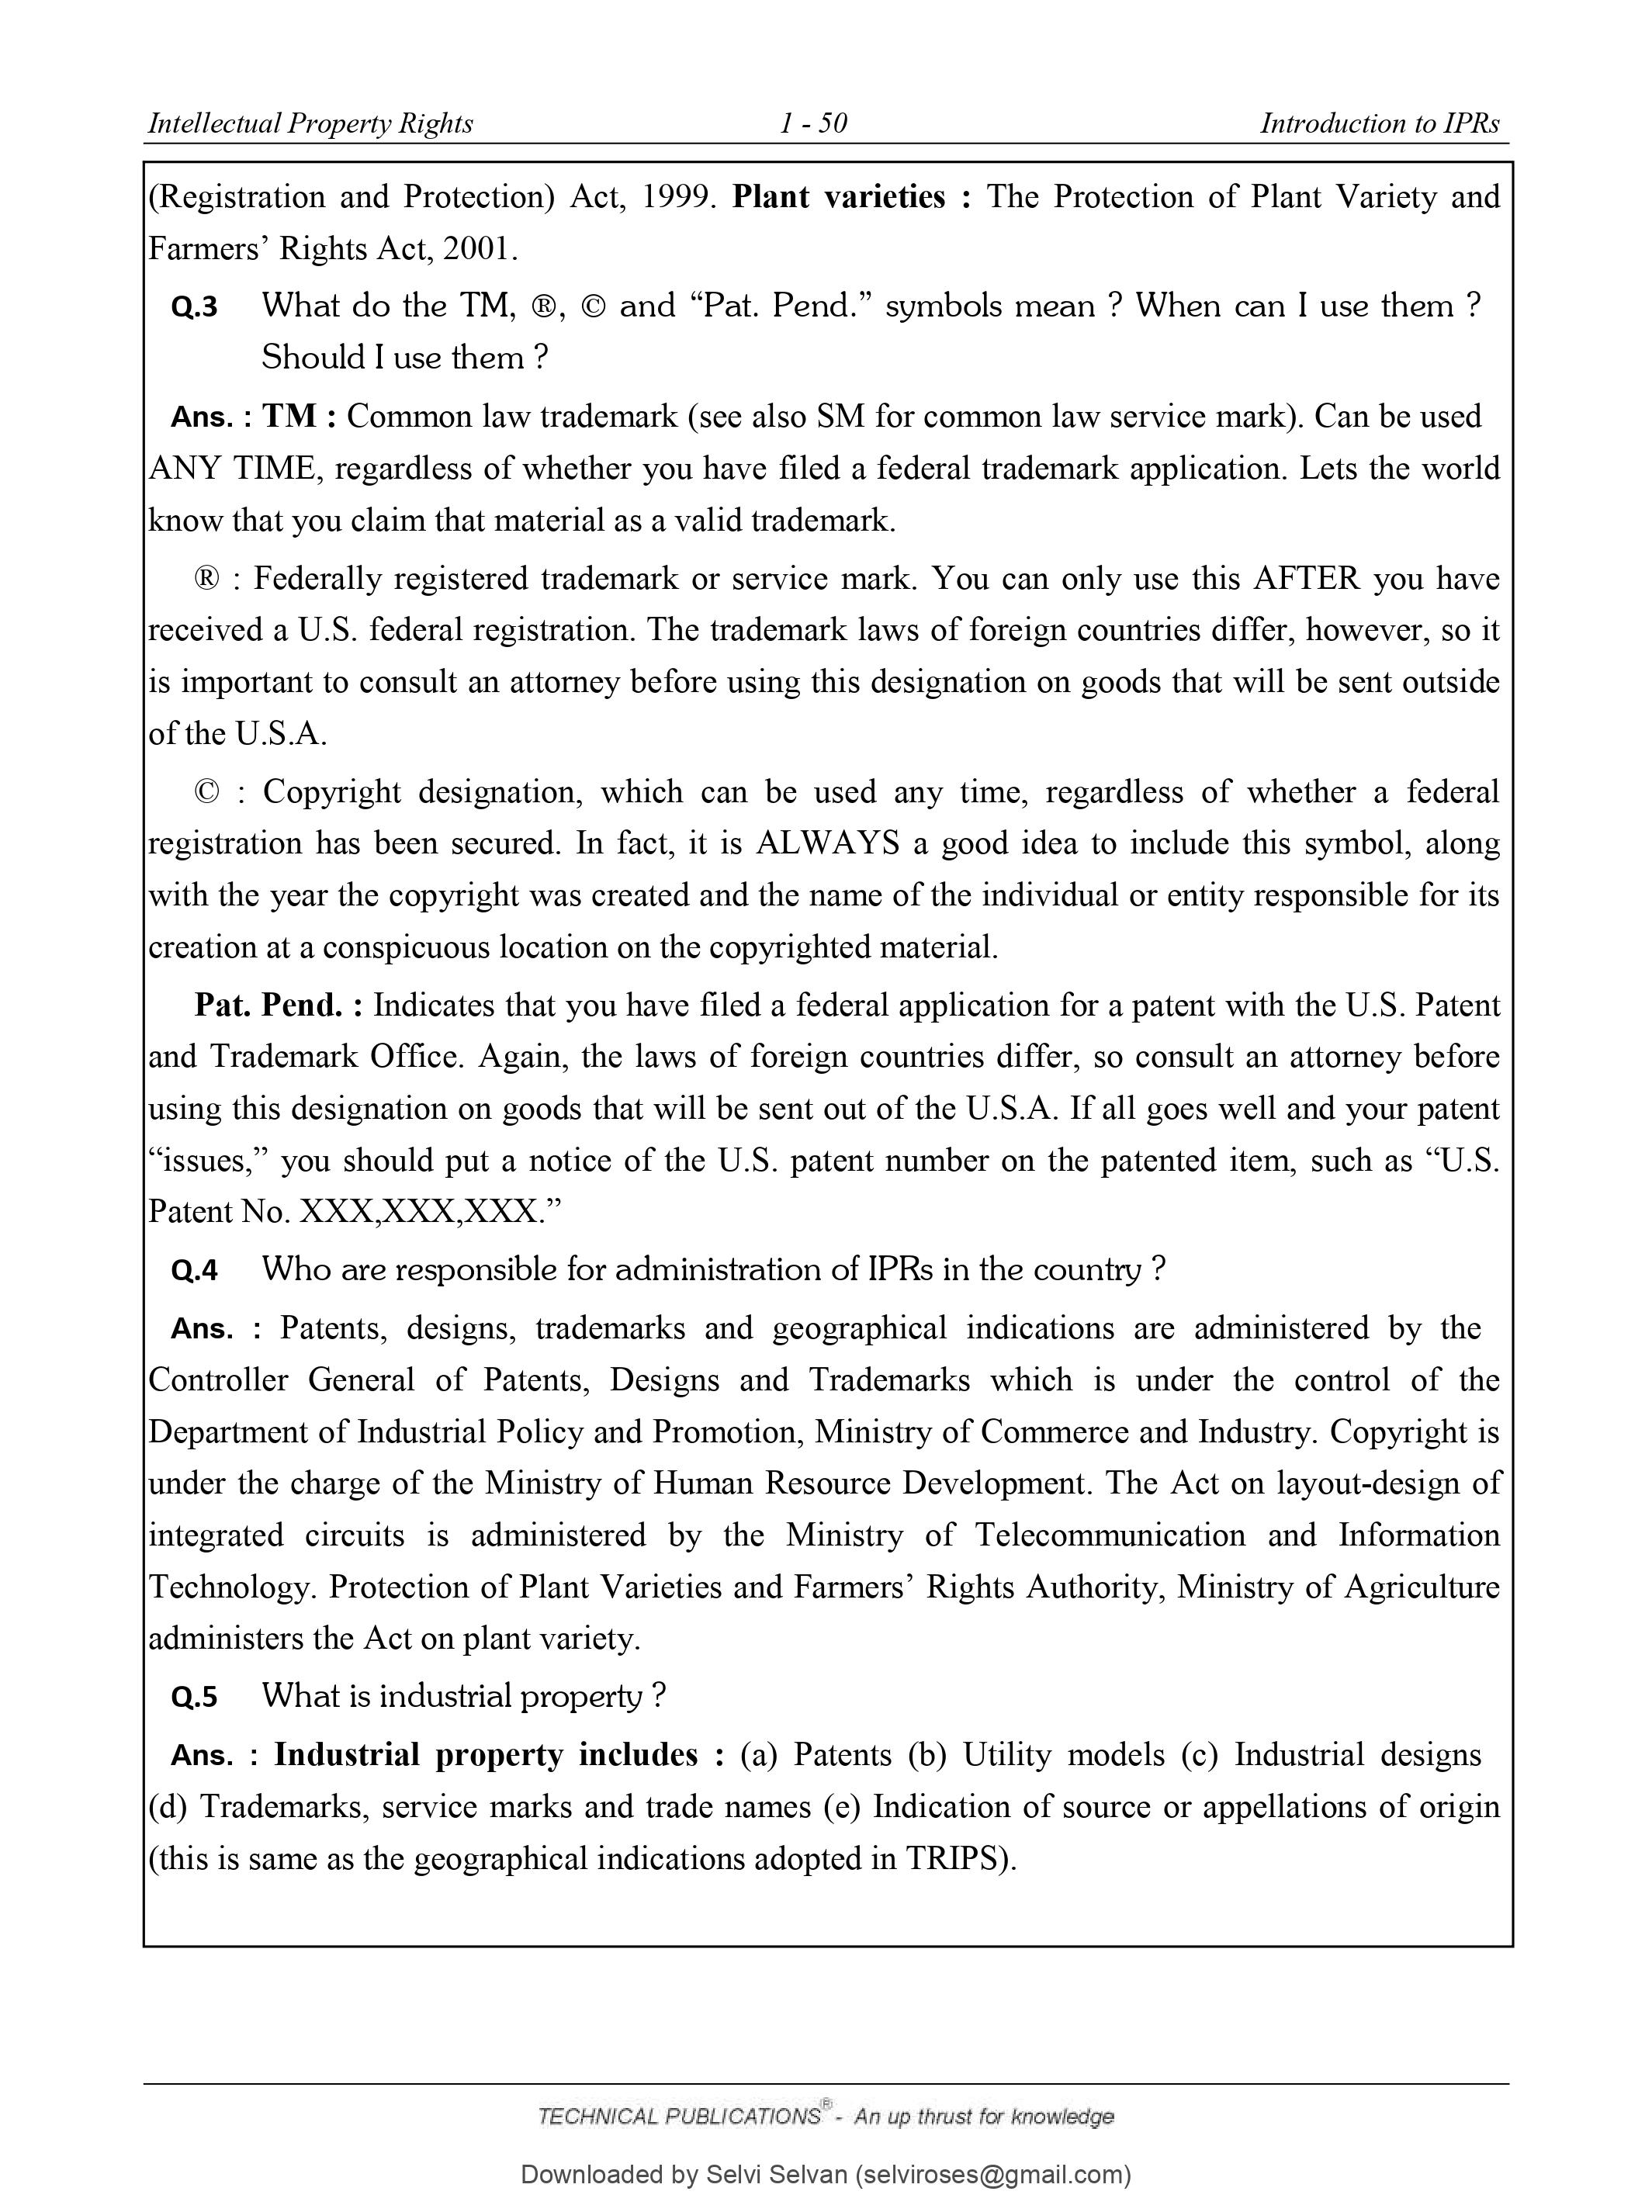 Intellectual Property Rights 1 - 50 Introduction to IPRs
(Registration and Protection) Act, 1999. Plant varieties : The Protection of Plant Variety and
Farmers’ Rights Act, 2001.
Q.3 What do the TM, ®, © and “Pat. Pend.” symbols mean ? When can I use them ?
Should I use them ?
Ans. : TM : Common law trademark (see also SM for common law service mark). Can be used
ANY TIME, regardless of whether you have filed a federal trademark application. Lets the world
know that you claim that material as a valid trademark.
® : Federally registered trademark or service mark. You can only use this AFTER you have
received a U.S. federal registration. The trademark laws of foreign countries differ, however, so it
is important to consult an attorney before using this designation on goods that will be sent outside
of the U.S.A.
© : Copyright designation, which can be used any time, regardless of whether a federal
registration has been secured. In fact, it is ALWAYS a good idea to include this symbol, along
with the year the copyright was created and the name of the individual or entity responsible for its
creation at a conspicuous location on the copyrighted material.
Pat. Pend. : Indicates that you have filed a federal application for a patent with the U.S. Patent
and Trademark Office. Again, the laws of foreign countries differ, so consult an attorney before
using this designation on goods that will be sent out of the U.S.A. If all goes well and your patent
“issues,” you should put a notice of the U.S. patent number on the patented item, such as “U.S.
Patent No. XXX,XXX,XXX.”
Q.4 Who are responsible for administration of IPRs in the country ?
Ans. : Patents, designs, trademarks and geographical indications are administered by the
Controller General of Patents, Designs and Trademarks which is under the control of the
Department of Industrial Policy and Promotion, Ministry of Commerce and Industry. Copyright is
under the charge of the Ministry of Human Resource Development. The Act on layout-design of
integrated circuits is administered by the Ministry of Telecommunication and Information
Technology. Protection of Plant Varieties and Farmers’ Rights Authority, Ministry of Agriculture
administers the Act on plant variety.
Q.5 What is industrial property ?
Ans. : Industrial property includes : (a) Patents (b) Utility models (c) Industrial designs
(d) Trademarks, service marks and trade names (e) Indication of source or appellations of origin
(this is same as the geographical indications adopted in TRIPS).
TECHNICAL PUBLICATIONS® - An up thrust for knowledge
Downloaded by Selvi Selvan (selviroses@gmail.com)